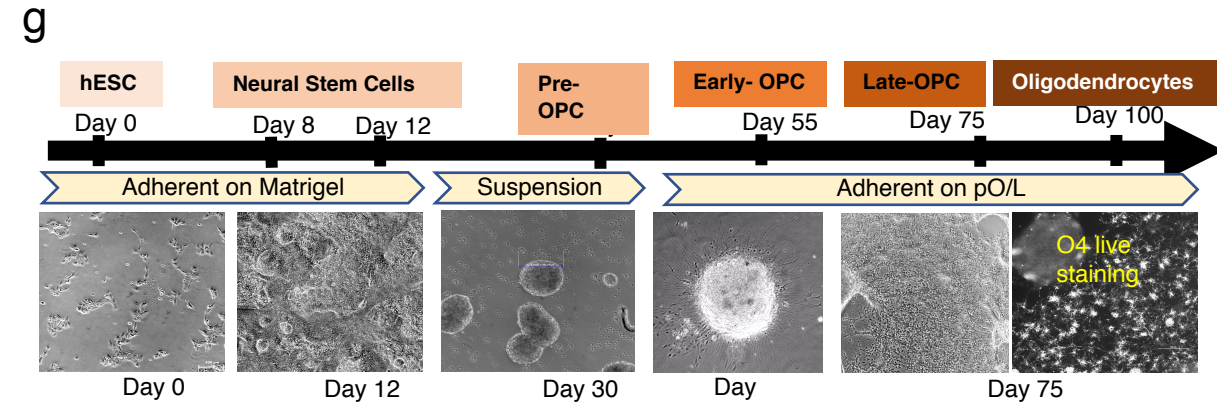 g
hESC
Neural Stem Cells
Pre-
OPC
Early- OPC
Late-OPC
Oligodendrocytes
Day 0
Day 8
Day 12
Day 55
Day 75
Day 100
Adherent on Matrigel
Suspension
Adherent on pO/L
O4 live
staining
Day 0
Day 12
Day 30
Day
Day 75